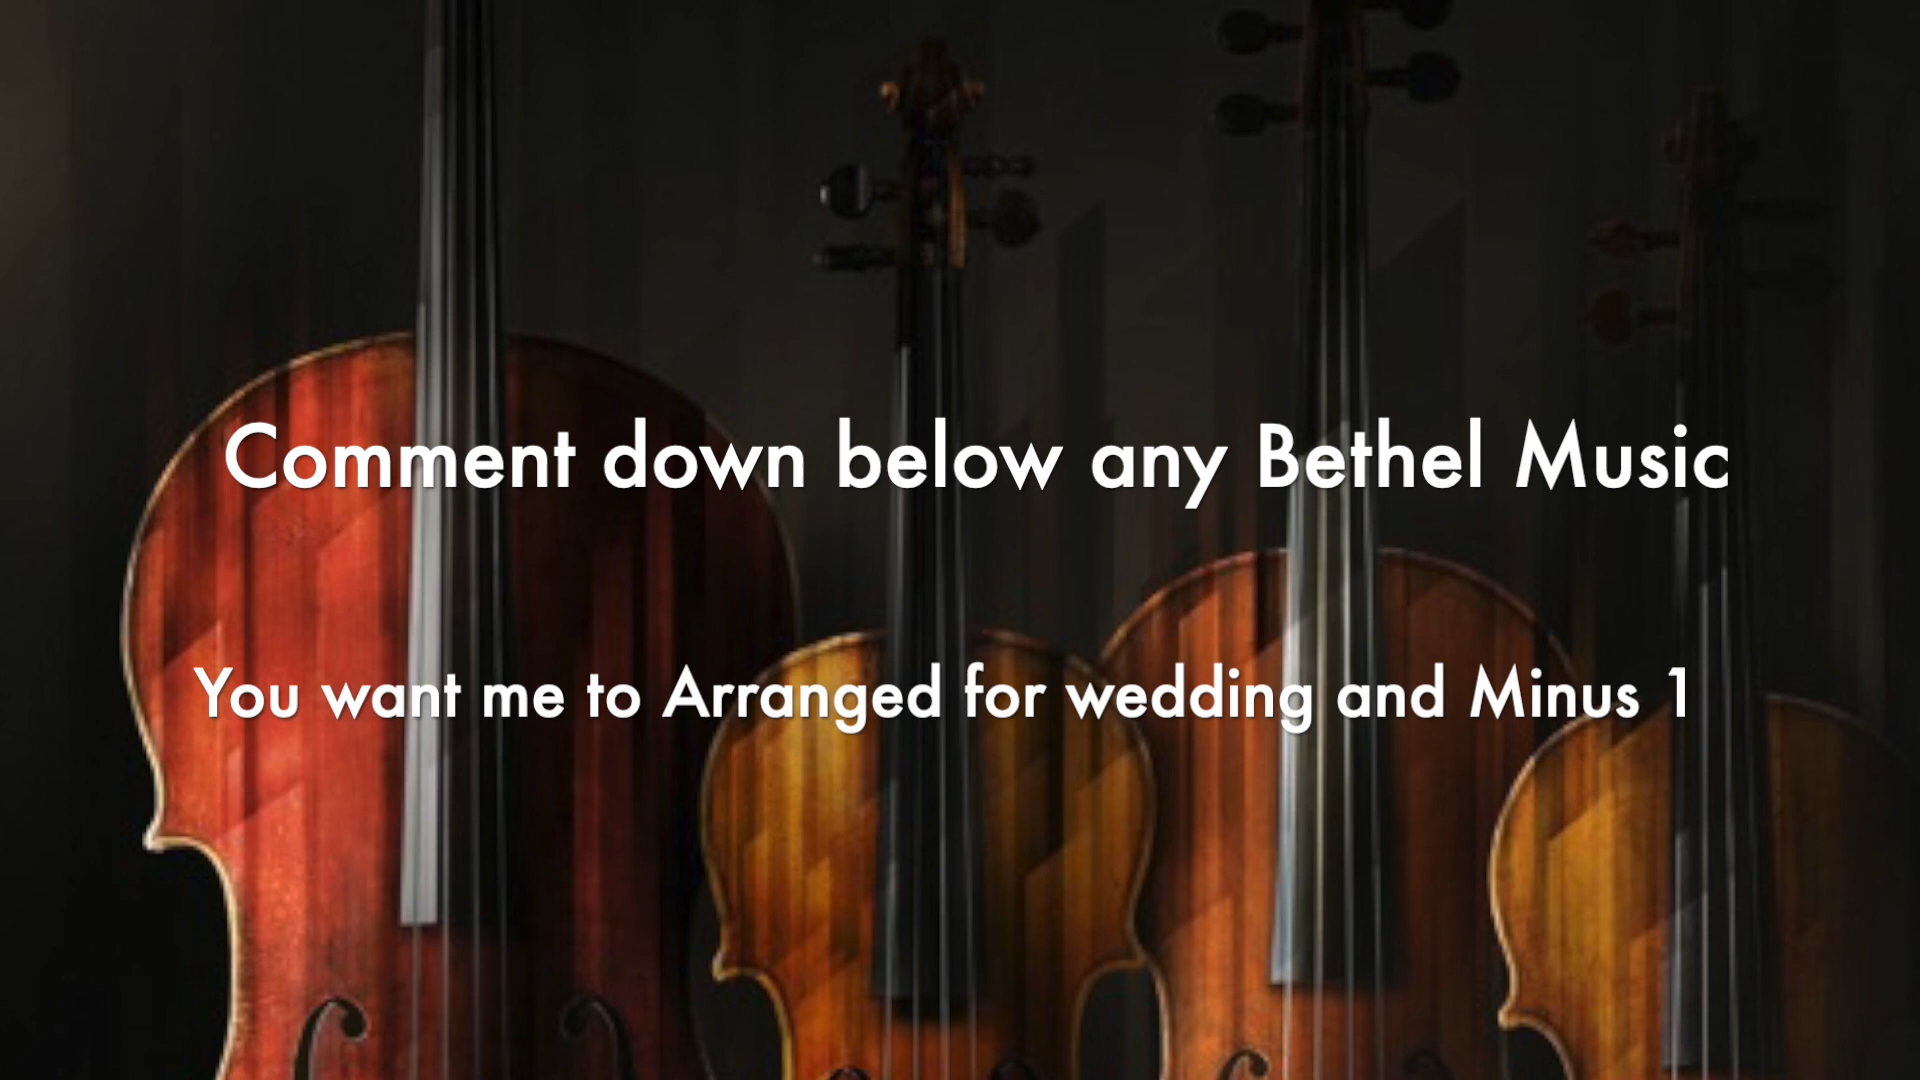 Comment down below any Bethel Music
You want me to Arranged for wedding and Minus 1